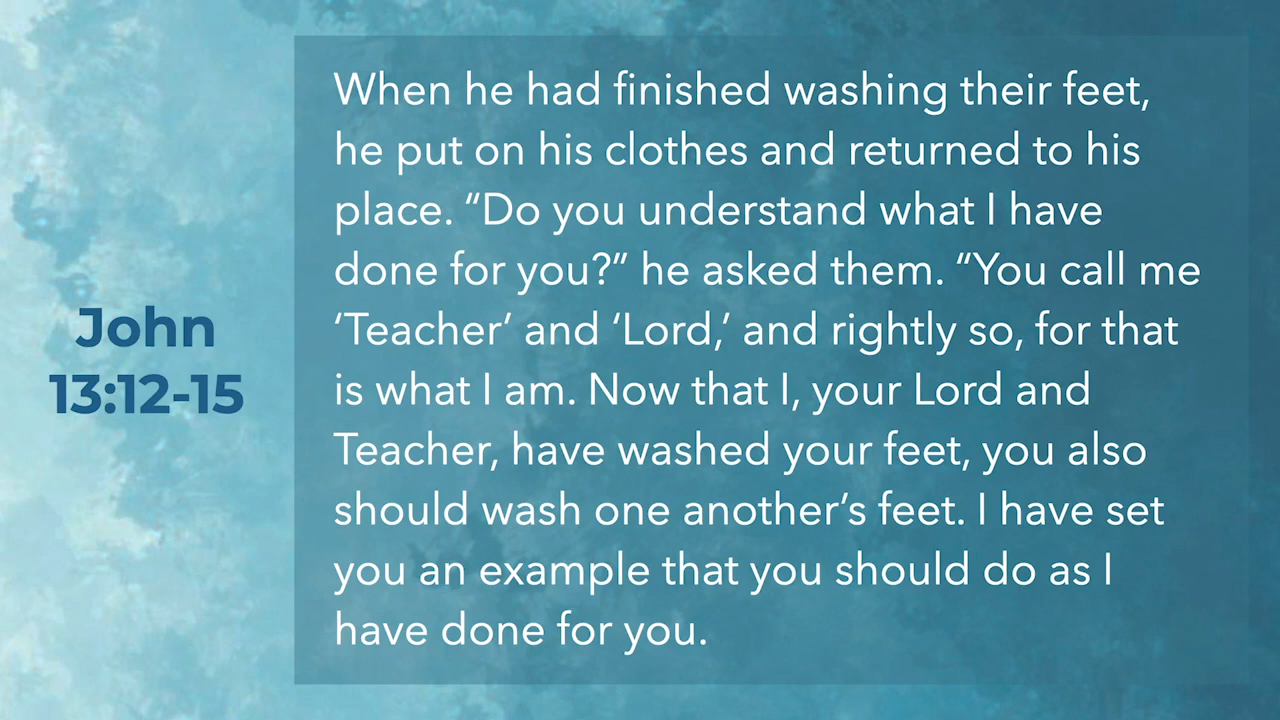 John
13:12-15
When he had finished washing their feet,
he put on his clothes and returned to his
place. “Do you understand what I have
done for you?” he asked them. “You call me
‘Teacher’ and ‘Lord,’ and rightly so, for that
is what I am. Now that I, your Lord and
Teacher, have washed your feet, you also
should wash one another’s feet. I have set
you an example that you should do as I
have done for you.